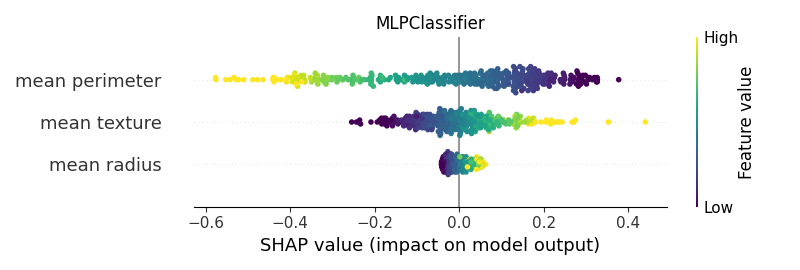 MLPClassifier
High
mean perimeter
mean texture
mean radius
Feature value
Low
−0.6 −0.4 −0.2 0.0 0.2 0.4
SHAP value (impact on model output)